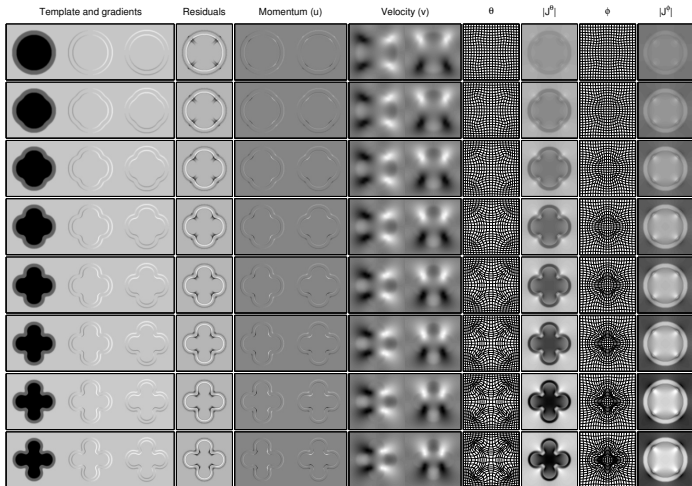 Template and gradients Residuals Momentum (u) Velocity (v) θ |J^θ| ϕ |J^ϕ|